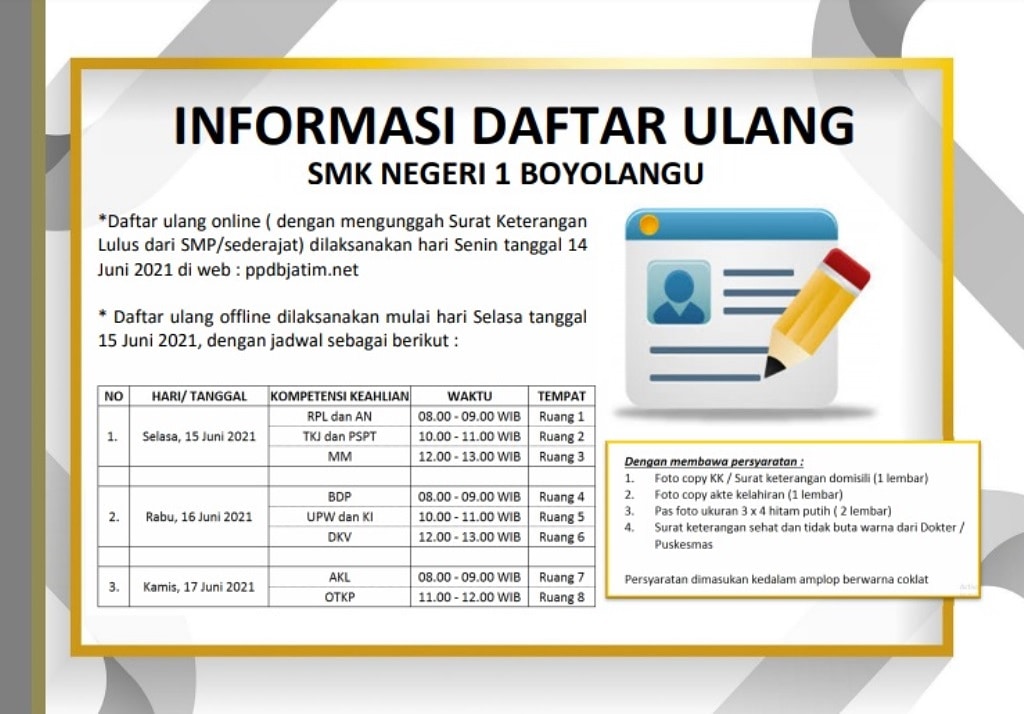 INFORMASI DAFTAR ULANG
SMK NEGERI 1 BOYOLANGU
*Daftar ulang online ( dengan mengunggah Surat Keterangan
Lulus dari SMP/sederajat) dilaksanakan hari Senin tanggal 14
Juni 2021 di web : ppdbjatim.net
* Daftar ulang offline dilaksanakan mulai hari Selasa tanggal
15 Juni 2021, dengan jadwal sebagai berikut :
NO HARI/ TANGGAL KOMPETENSI KEAHLIAN WAKTU TEMPAT
RPL dan AN 08.00 - 09.00 WIB Ruang 1
1. Selasa, 15 Juni 2021 TKJ dan PSPT 10.00 - 11.00 WIB Ruang 2
MM 12.00 - 13.00 WIB Ruang 3
BDP 08.00 - 09.00 WIB Ruang 4
2. Rabu, 16 Juni 2021 UPW dan KI 10.00 - 11.00 WIB Ruang 5
DKV 12.00 - 13.00 WIB Ruang 6
3. Kamis, 17 Juni 2021 AKL 08.00 - 09.00 WIB Ruang 7
OTKP 11.00 - 12.00 WIB Ruang 8
Dengan membawa persyaratan :
1. Foto copy KK / Surat keterangan domisili (1 lembar)
2. Foto copy akte kelahiran (1 lembar)
3. Pas foto ukuran 3 x 4 hitam putih ( 2 lembar)
4. Surat keterangan sehat dan tidak buta warna dari Dokter /
Puskesmas
Persyaratan dimasukan kedalam amplop berwarna coklat